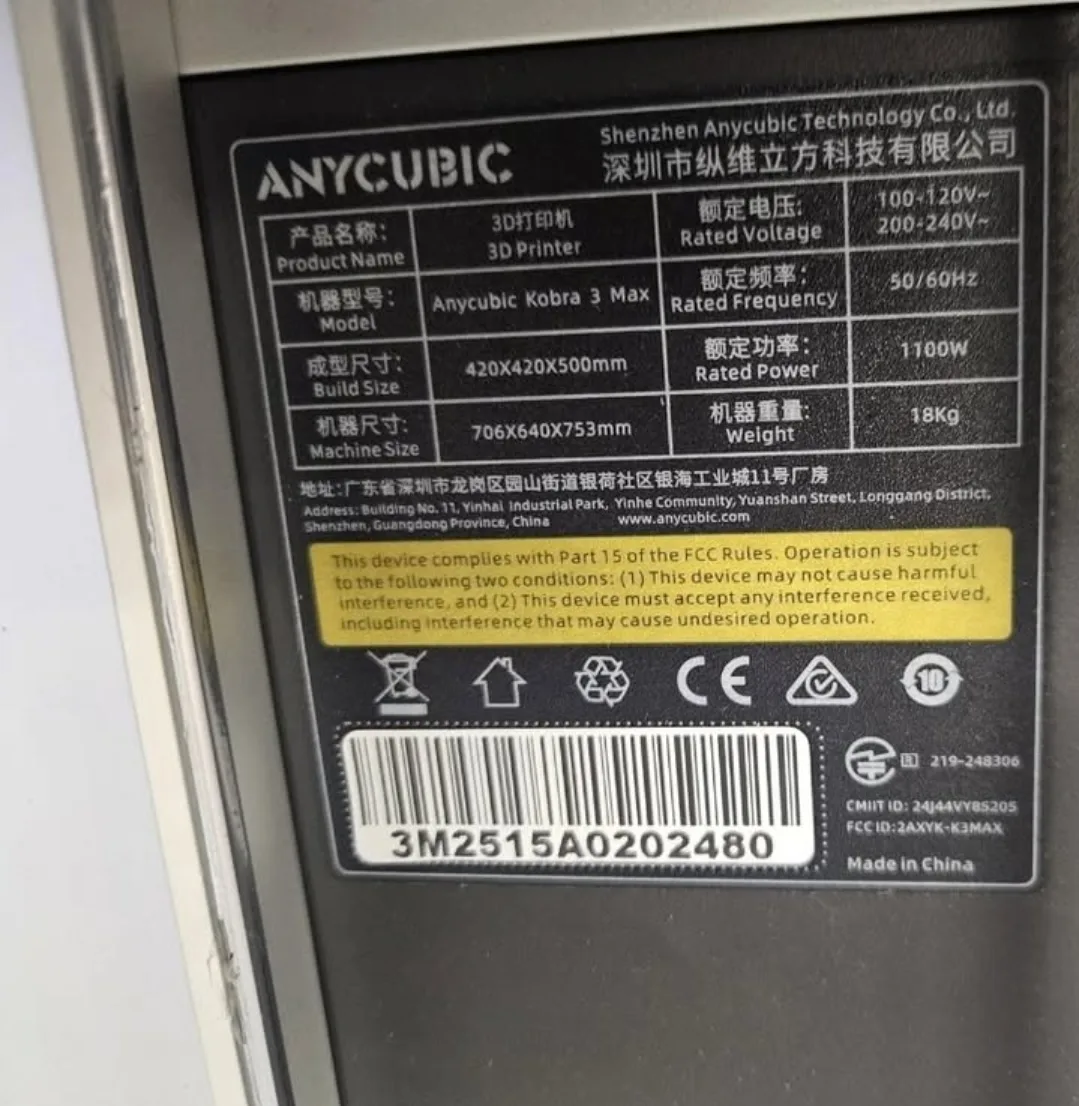 ANYCUBIC
Shenzhen Anycubic Technology Co., Ltd.
深圳市纵维立方科技有限公司
产品名称:
Product Name
3D打印机
3D Printer
额定电压:
Rated Voltage
100-120V~
200-240V~
机器型号:
Model
Anycubic Kobra 3 Max
额定频率:
Rated Frequency
50/60Hz
成型尺寸:
Build Size
420X420X500mm
额定功率:
Rated Power
1100W
机器尺寸:
Machine Size
706X640X753mm
机器重量:
Weight
18Kg
地址:广东省深圳市龙岗区园山街道银荷社区银海工业城11号厂房
Address: Building No. 11, Yinhai Industrial Park, Yinhe Community, Yuanshan Street, Longgang District,
Shenzhen, Guangdong Province, China www.anycubic.com
This device complies with Part 15 of the FCC Rules. Operation is subject
to the following two conditions: (1) This device may not cause harmful
interference, and (2) This device must accept any interference received,
including interference that may cause undesired operation.
CE
10
R 219-248306
CMIIT ID: 24J44VY85205
FCC ID:2AXYK-K3MAX
Made in China
3M2515A0202480